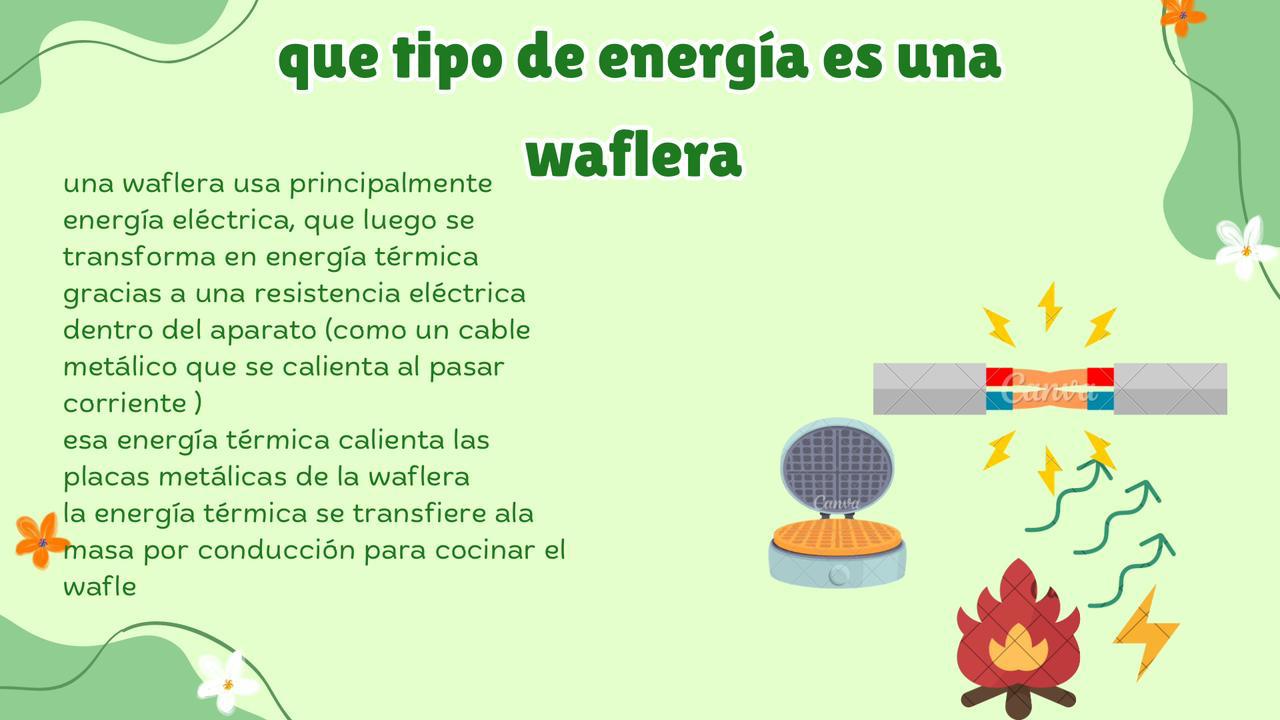 que tipo de energía es una
waflera
una waflera usa principalmente
energía eléctrica, que luego se
transforma en energía térmica
gracias a una resistencia eléctrica
dentro del aparato (como un cable
metálico que se calienta al pasar
corriente )
esa energía térmica calienta las
placas metálicas de la waflera
la energía térmica se transfiere ala
masa por conducción para cocinar el
wafle
Canva
Canva